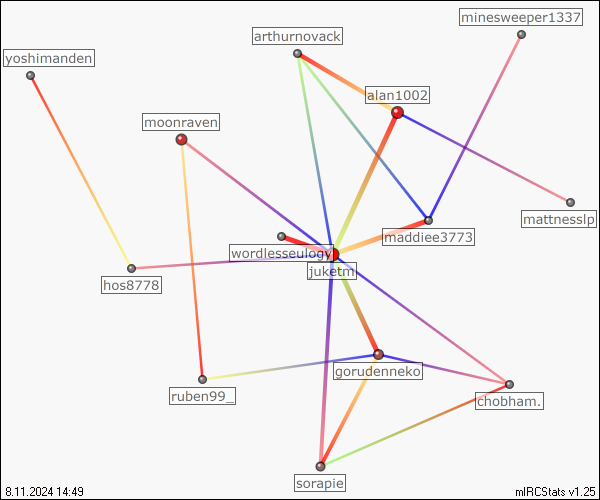 minesweeper1337
arthurnovack
yoshimanden
alan1002
moonraven
mattnesslp
maddiee3773
wordlesseulogy
juketm
hos8778
gorudenneko
ruben99_
chobham.
sorapie
8.11.2024 14:49
mIRCStats v1.25